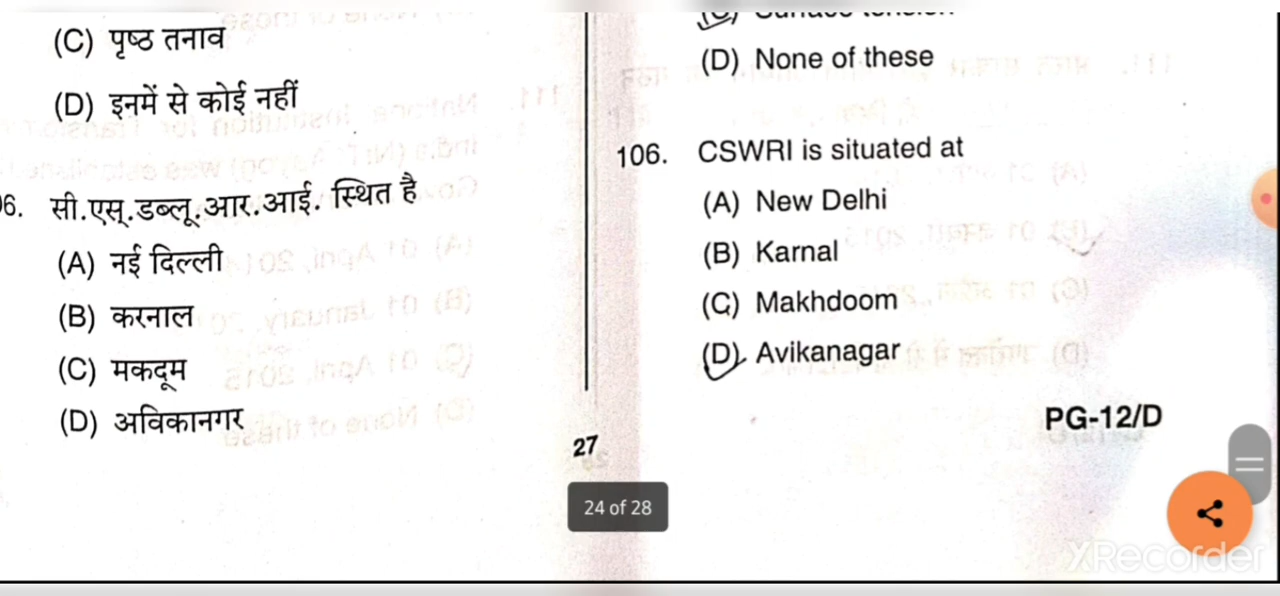 (C) पृष्ठ तनाव
(D) इनमें से कोई नहीं
06. सी.एस्.डब्लू.आर.आई. स्थित है
(A) नई दिल्ली
(B) करनाल
(C) मकदूम
(D) अविकानगर
(D) None of these
106. CSWRI is situated at
(A) New Delhi
(B) Karnal
(C) Makhdoom
(D) Avikanagar
PG-12/D
27
24 of 28
XRecorder